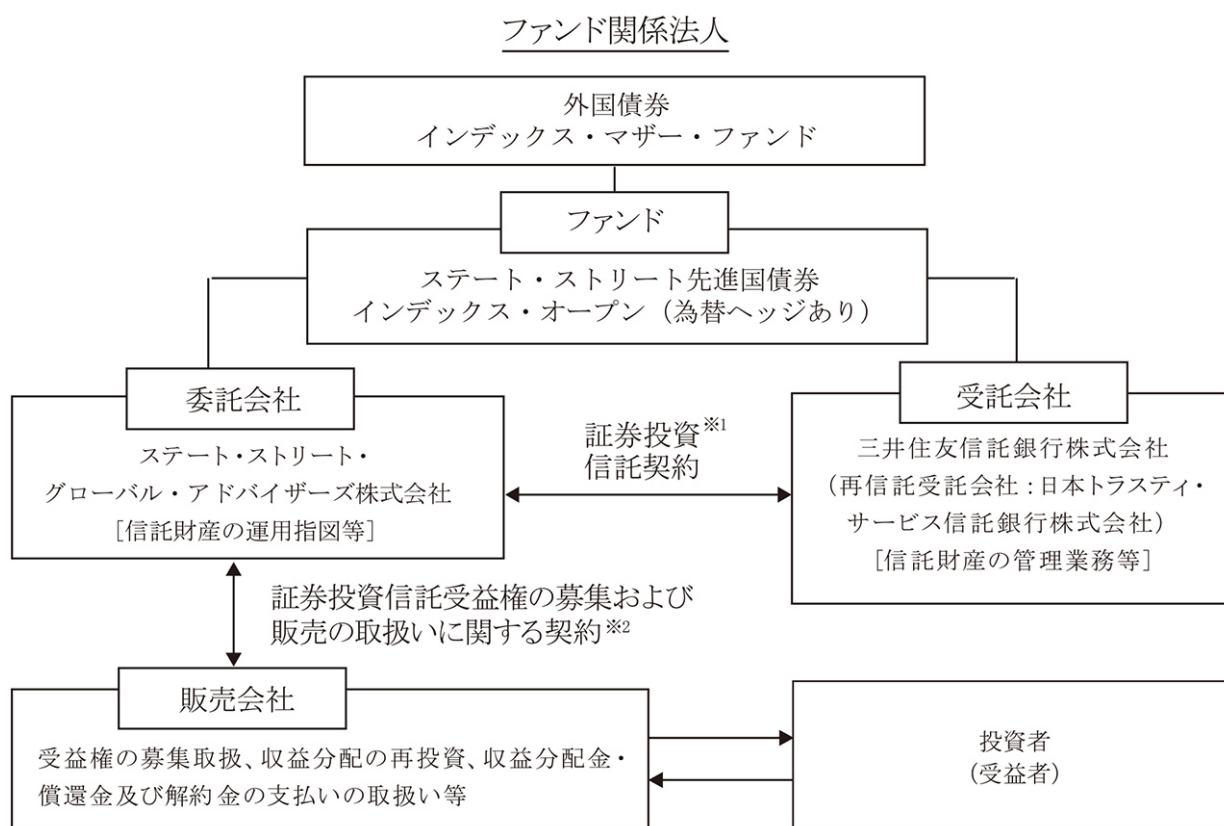 ファンド関係法人
外国債券
インデックス・マザー・ファンド
ファンド
ステート・ストリート先進国債券
インデックス・オープン（為替ヘッジあり）
委託会社
ステート・ストリート・
グローバル・アドバイザーズ株式会社
［信託財産の運用指図等］
証券投資※1
信託契約
受託会社
三井住友信託銀行株式会社
（再信託受託会社：日本トラスティ・
サービス信託銀行株式会社）
［信託財産の管理業務等］
証券投資信託受益権の募集および
販売の取扱いに関する契約※2
販売会社
受益権の募集取扱、収益分配の再投資、収益分配金・
償還金及び解約金の支払いの取扱い等
投資者
（受益者）